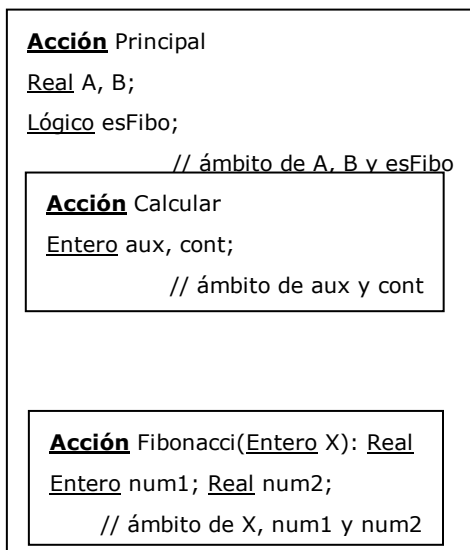 Acción Principal
Real A, B;
Lógico esFibo;
// ámbito de A, B y esFibo
Acción Calcular
Entero aux, cont;
// ámbito de aux y cont
Acción Fibonacci(Entero X): Real
Entero num1; Real num2;
// ámbito de X, num1 y num2